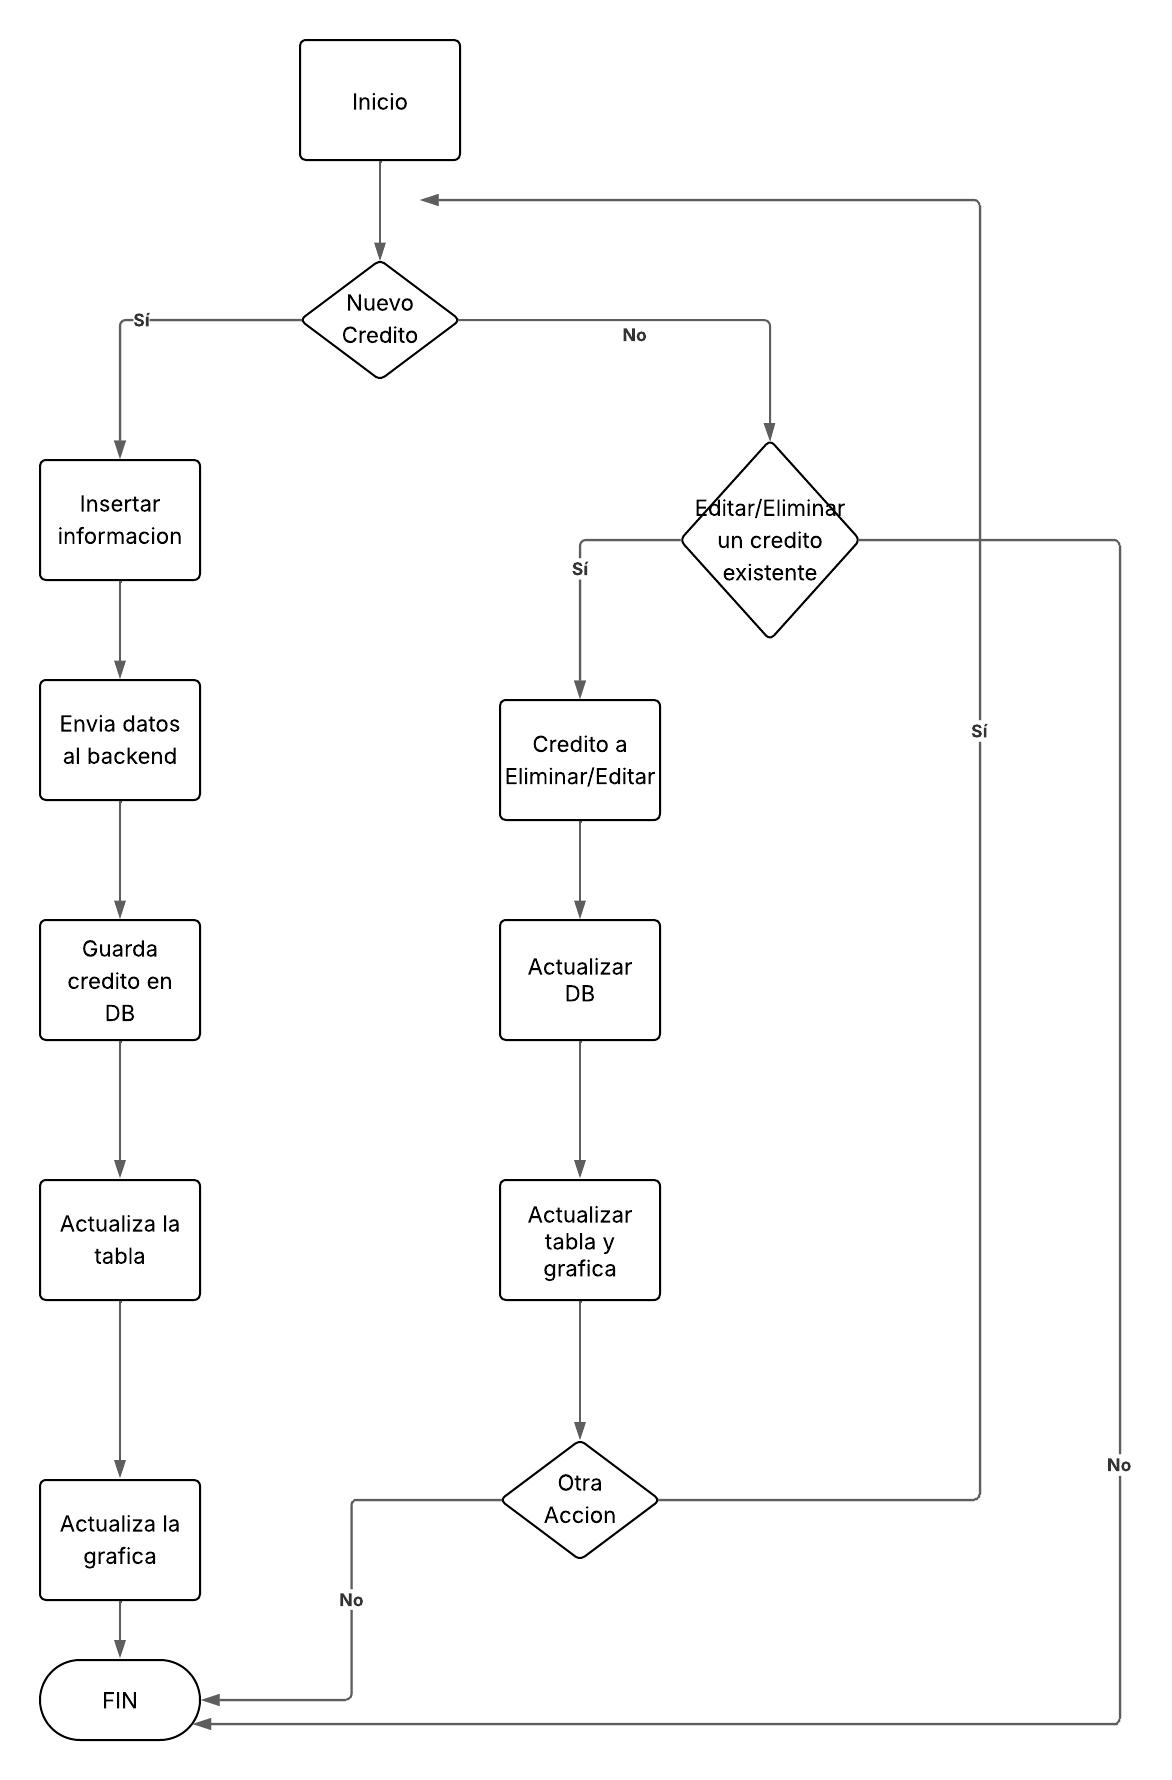 Inicio
Nuevo
Credito
Sí
No
Insertar
informacion
Editar/Eliminar
un credito
existente
Sí
Envia datos
al backend
Credito a
Eliminar/Editar
Sí
Guarda
credito en
DB
Actualizar
DB
Actualiza la
tabla
Actualizar
tabla y
grafica
No
Actualiza la
grafica
Otra
Accion
No
FIN